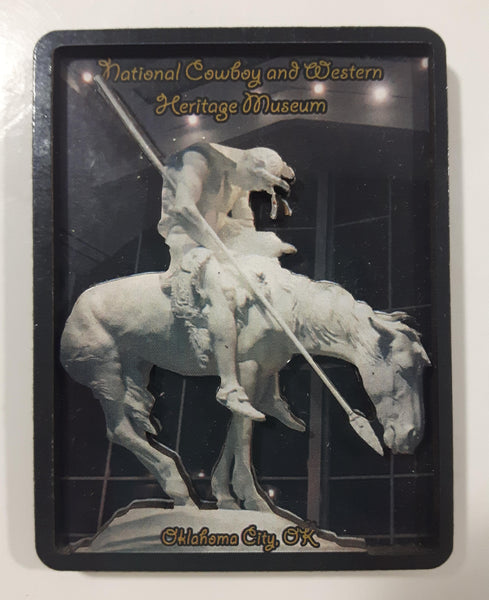 National Cowboy and Western
Heritage Museum
Oklahoma City, OK